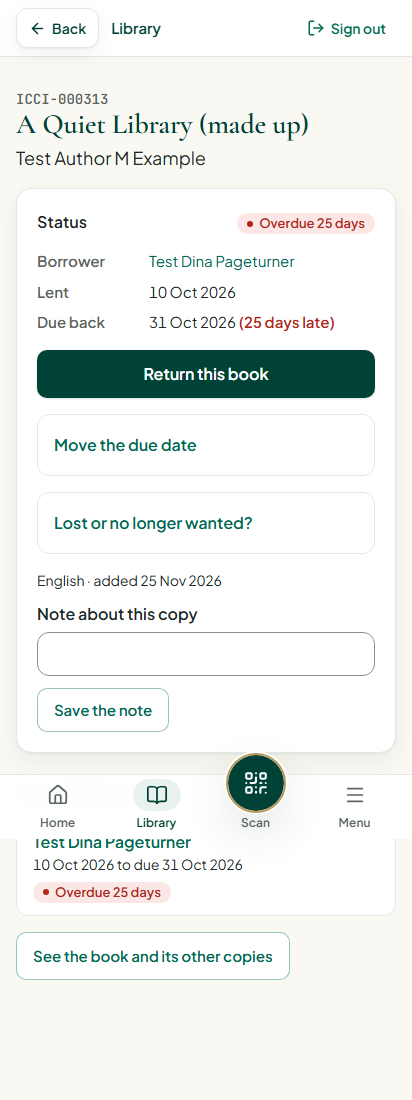 Back
Library
Sign out
ICCI-000313
A Quiet Library (made up)
Test Author M Example
Status
Overdue 25 days
Borrower Test Dina Pageturner
Lent 10 Oct 2026
Due back 31 Oct 2026 (25 days late)
Return this book
Move the due date
Lost or no longer wanted?
English · added 25 Nov 2026
Note about this copy
Save the note
Home
Library
Scan
Menu
Test Dina Pageturner
10 Oct 2026 to due 31 Oct 2026
Overdue 25 days
See the book and its other copies